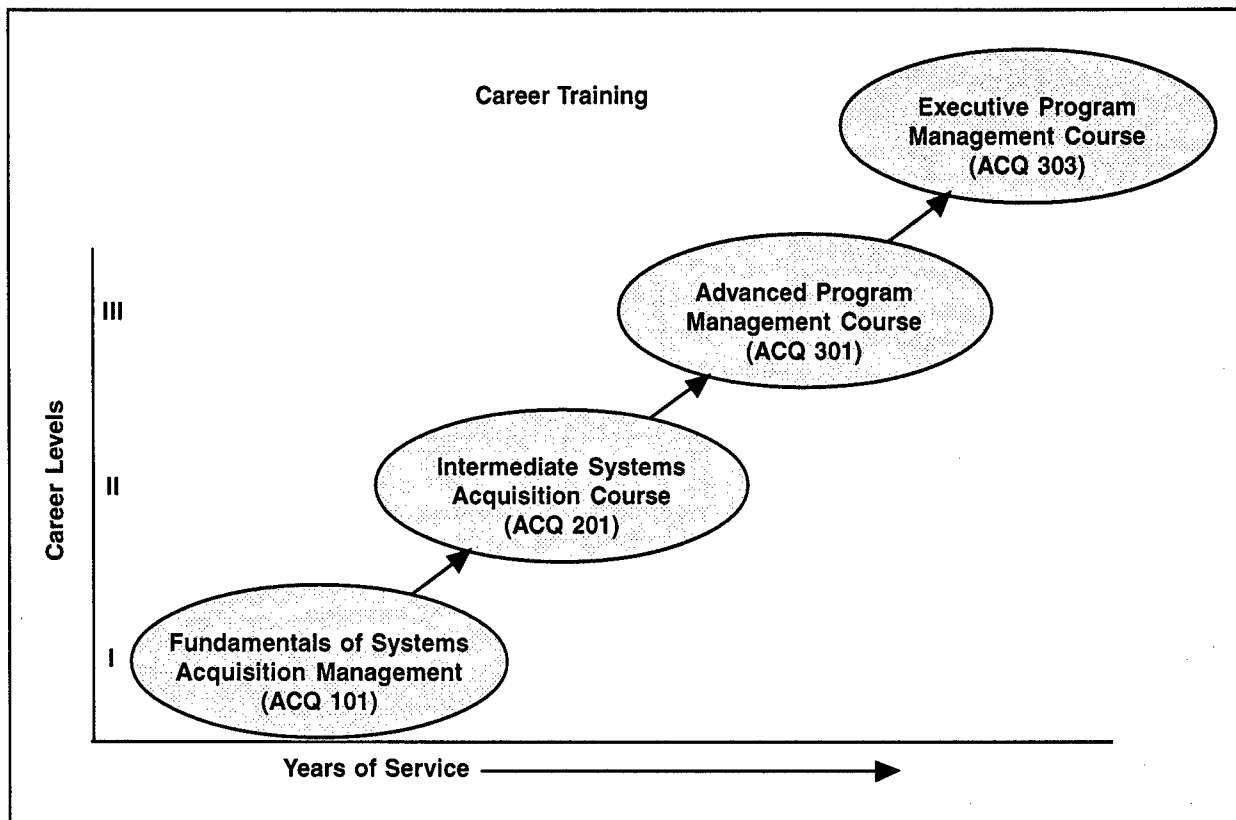 Career Training
Executive Program
Management Course
(ACQ 303)
Advanced Program
Management Course
(ACQ 301)
Intermediate Systems
Acquisition Course
(ACQ 201)
Fundamentals of Systems
Acquisition Management
(ACQ 101)
Career Levels
III
II
I
Years of Service